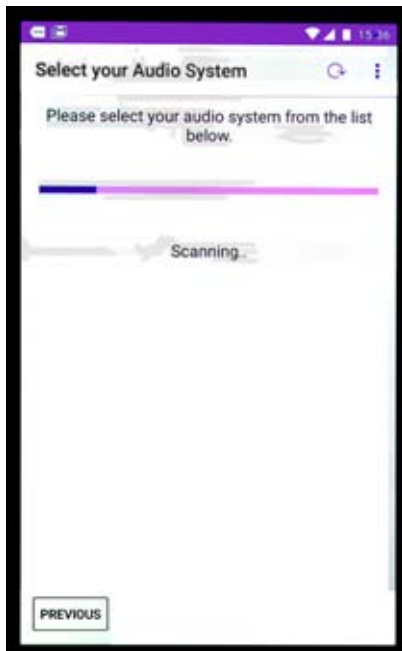 15:36
Select your Audio System
Please select your audio system from the list
below.
Scanning..
PREVIOUS